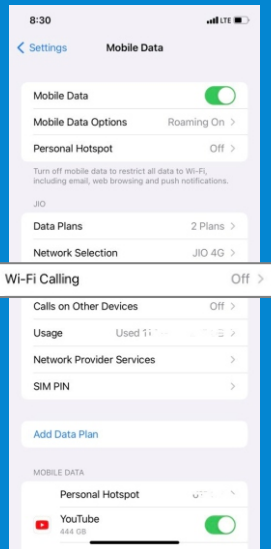 8:30
LTE
Settings
Mobile Data
Mobile Data
Mobile Data Options
Roaming On
Personal Hotspot
Off
Turn off mobile data to restrict all data to Wi-Fi,
including email, web browsing and push notifications.
JIO
Data Plans
2 Plans
Network Selection
JIO 4G
Wi-Fi Calling
Off
Calls on Other Devices
Off
Usage
Used
Network Provider Services
SIM PIN
Add Data Plan
MOBILE DATA
Personal Hotspot
YouTube
444 GB